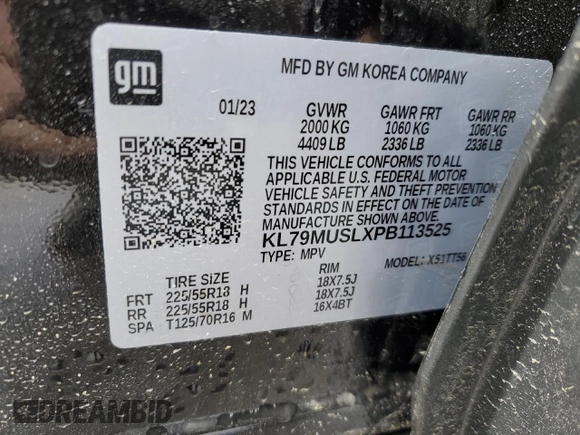 gm
MFD BY GM KOREA COMPANY
01/23 GVWR GAWR FRT GAWR RR
2000 KG 1060 KG 1060 KG
4409 LB 2336 LB 2336 LB
THIS VEHICLE CONFORMS TO ALL
APPLICABLE U.S. FEDERAL MOTOR
VEHICLE SAFETY AND THEFT PREVENTION
STANDARDS IN EFFECT ON THE DATE OF
MANUFACTURE SHOWN ABOVE.
KL79MUSLXPB113525
TYPE: MPV MODEL: X51TT56
TIRE SIZE RIM
FRT 225/55R18 H 18X7.5J
RR 225/55R18 H 18X7.5J
SPA T125/70R16 M 16X4BT
DREAMBID